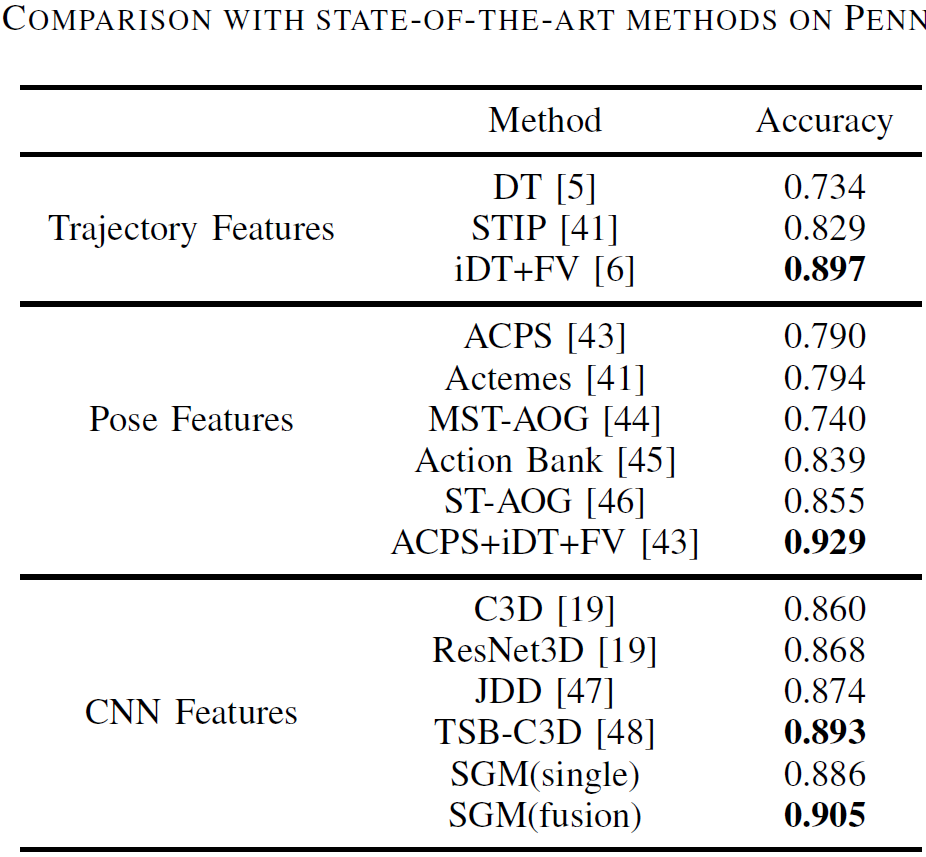 COMPARISON WITH STATE-OF-THE-ART METHODS ON PENN
Method Accuracy
Trajectory Features
DT [5] 0.734
STIP [41] 0.829
iDT+FV [6] 0.897
Pose Features
ACPS [43] 0.790
Actemes [41] 0.794
MST-AOG [44] 0.740
Action Bank [45] 0.839
ST-AOG [46] 0.855
ACPS+iDT+FV [43] 0.929
CNN Features
C3D [19] 0.860
ResNet3D [19] 0.868
JDD [47] 0.874
TSB-C3D [48] 0.893
SGM(single) 0.886
SGM(fusion) 0.905